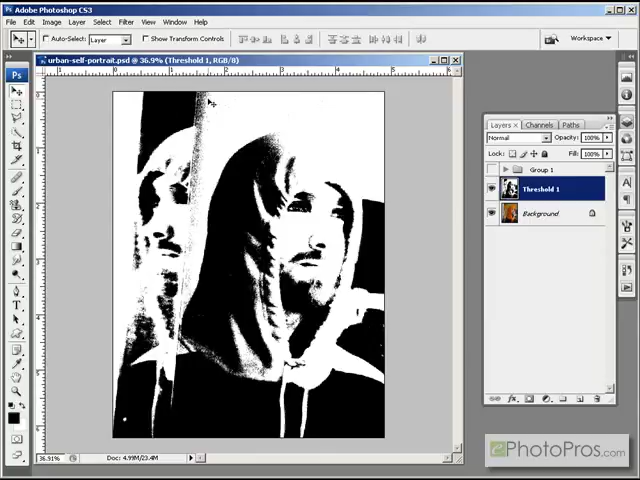 Adobe Photoshop CS3
File Edit Image Layer Select Filter View Window Help
Auto-Select: Layer Show Transform Controls Workspace
urban-self-portrait.psd @ 36.9% (Threshold 1, RGB/8)
Layers Channels Paths
Normal Opacity: 100%
Lock: Fill: 100%
Group 1
Threshold 1
Background
36.91% Doc: 4.99M/23.4M
ePhotoPros.com